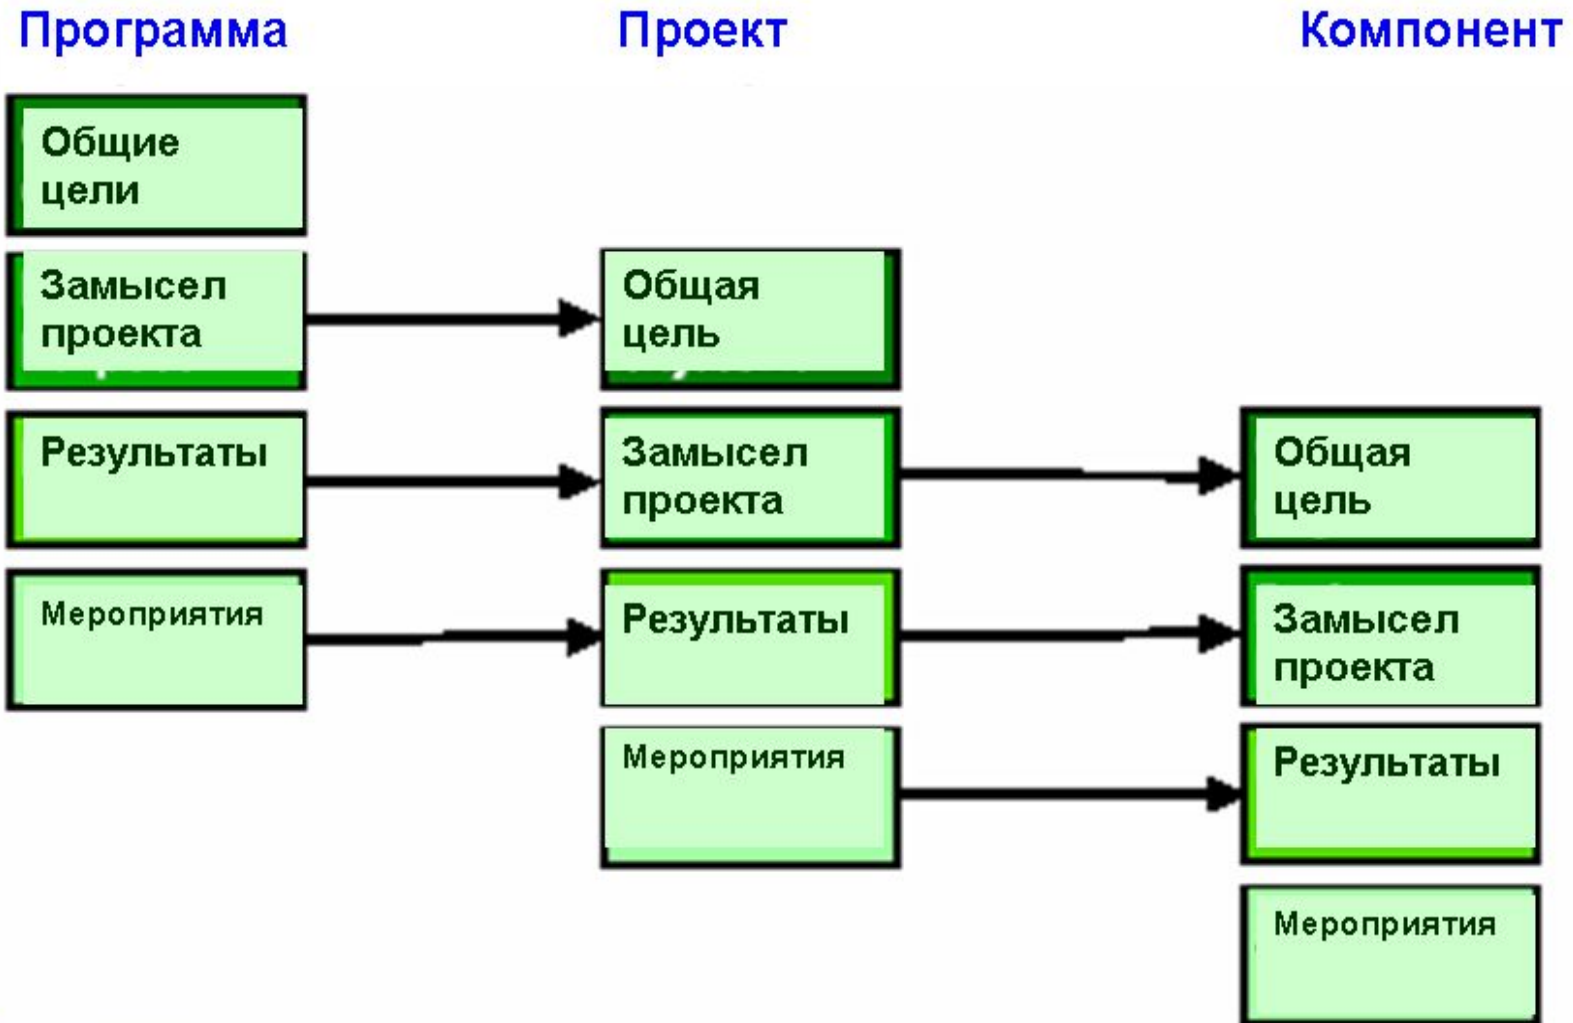 Программа
Проект
Компонент
Общие
цели
Замысел
проекта
Общая
цель
Результаты
Замысел
проекта
Общая
цель
Мероприятия
Результаты
Замысел
проекта
Мероприятия
Результаты
Мероприятия